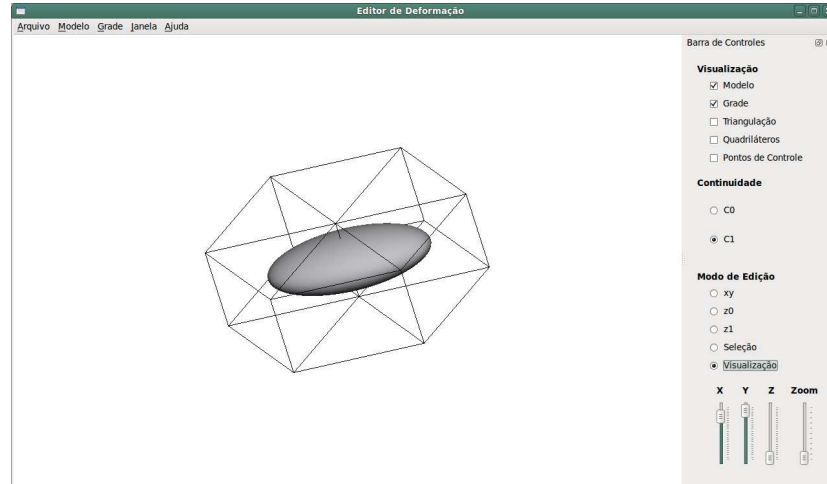 Editor de Deformação
Arquivo Modelo Grade Janela Ajuda
Barra de Controles
Visualização
Modelo
Grade
Triangulação
Quadriláteros
Pontos de Controle
Continuidade
C0
C1
Modo de Edição
xy
z0
z1
Seleção
Visualização
X Y Z Zoom